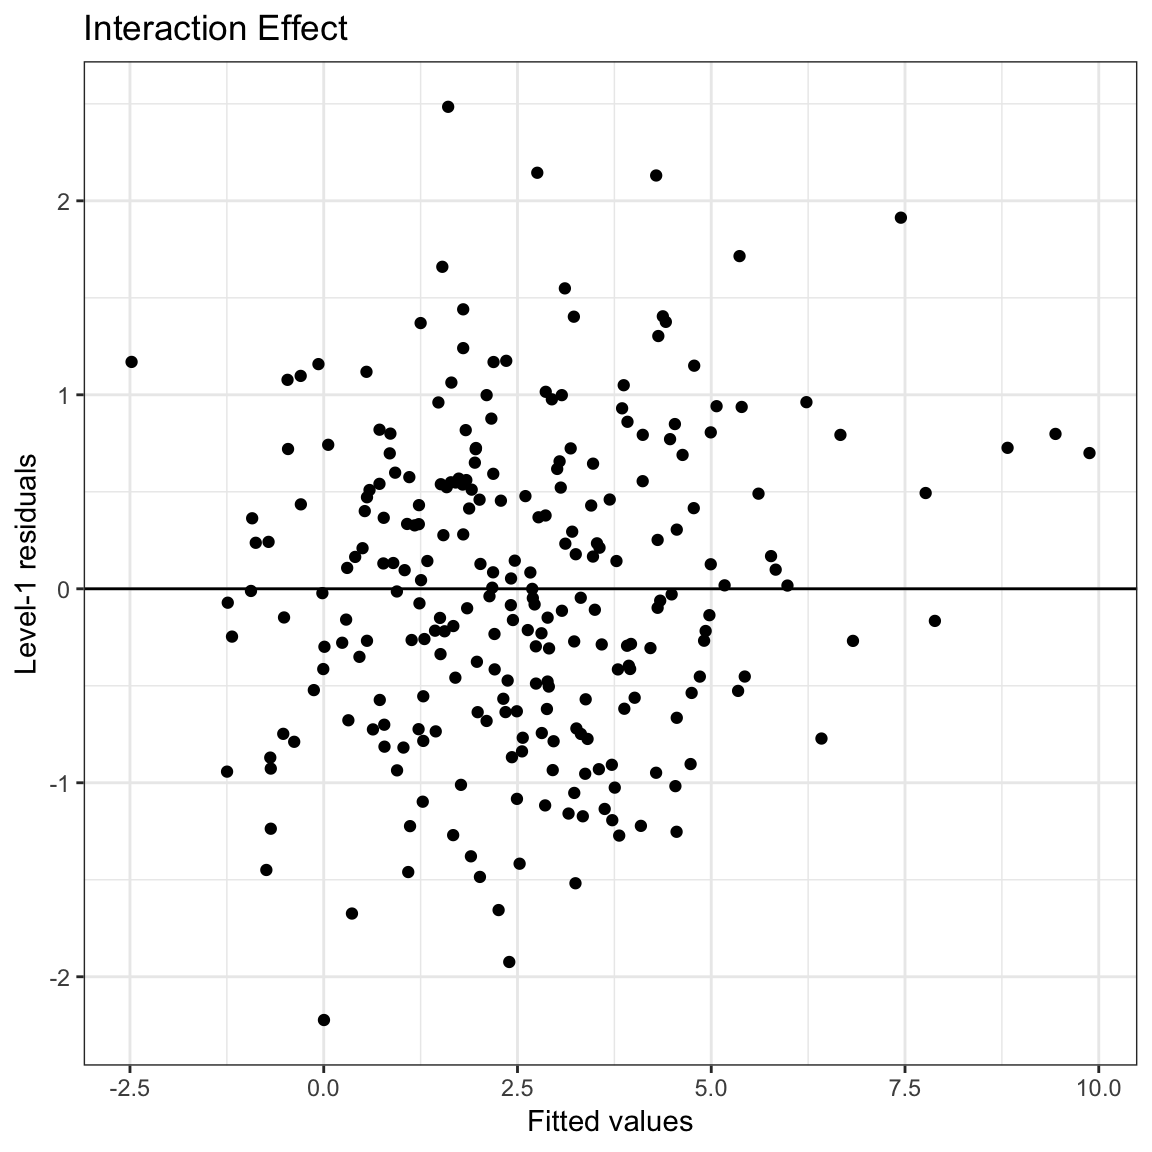 Interaction Effect
Level-1 residuals
2
1
0
-1
-2
-2.5 0.0 2.5 5.0 7.5 10.0
Fitted values